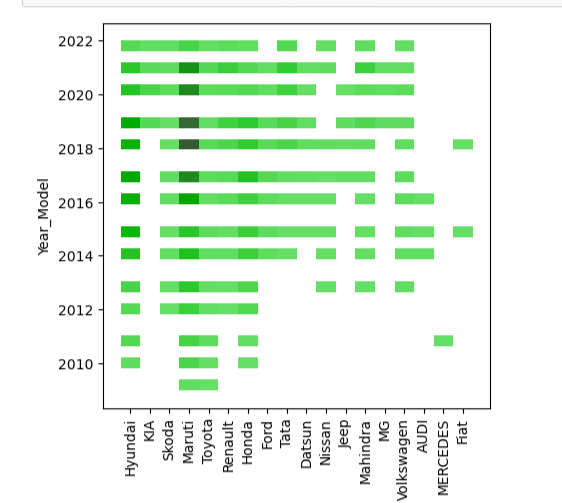 2022
2020
2018
2016
2014
2012
2010
Year_Model
Hyundai
KIA
Skoda
Maruti
Toyota
Renault
Honda
Ford
Tata
Datsun
Nissan
Jeep
Mahindra
MG
Volkswagen
AUDI
MERCEDES
Fiat